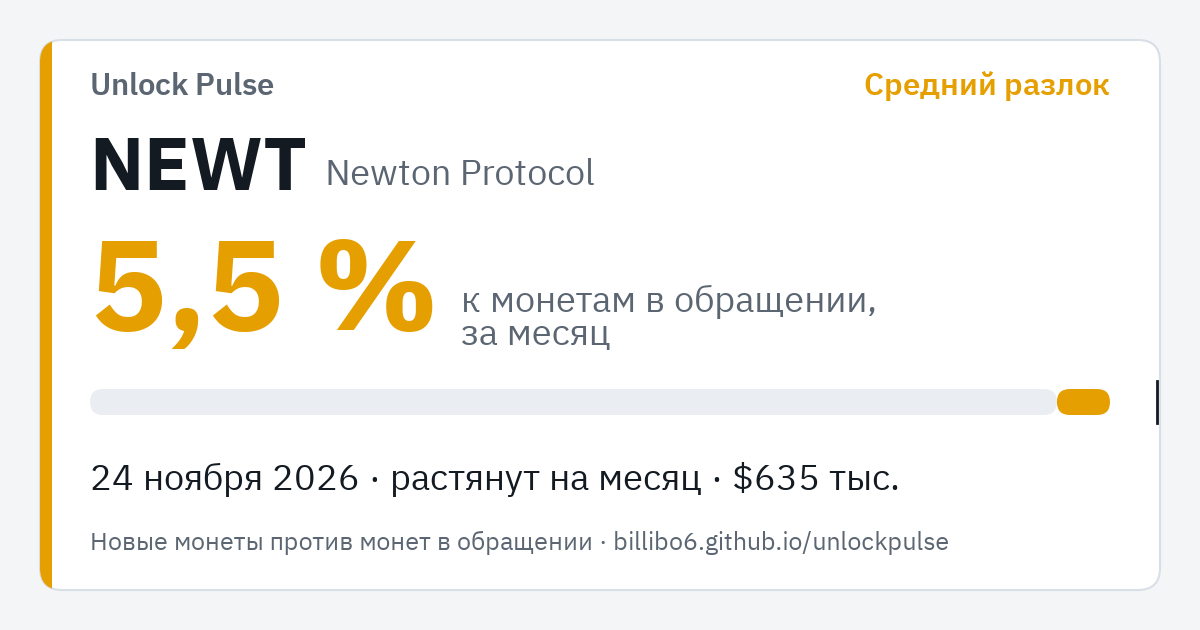 Unlock Pulse
Средний разлок
NEWT Newton Protocol
5,5 % к монетам в обращении,
за месяц
24 ноября 2026 · растянут на месяц · $635 тыс.
Новые монеты против монет в обращении · billibo6.github.io/unlockpulse